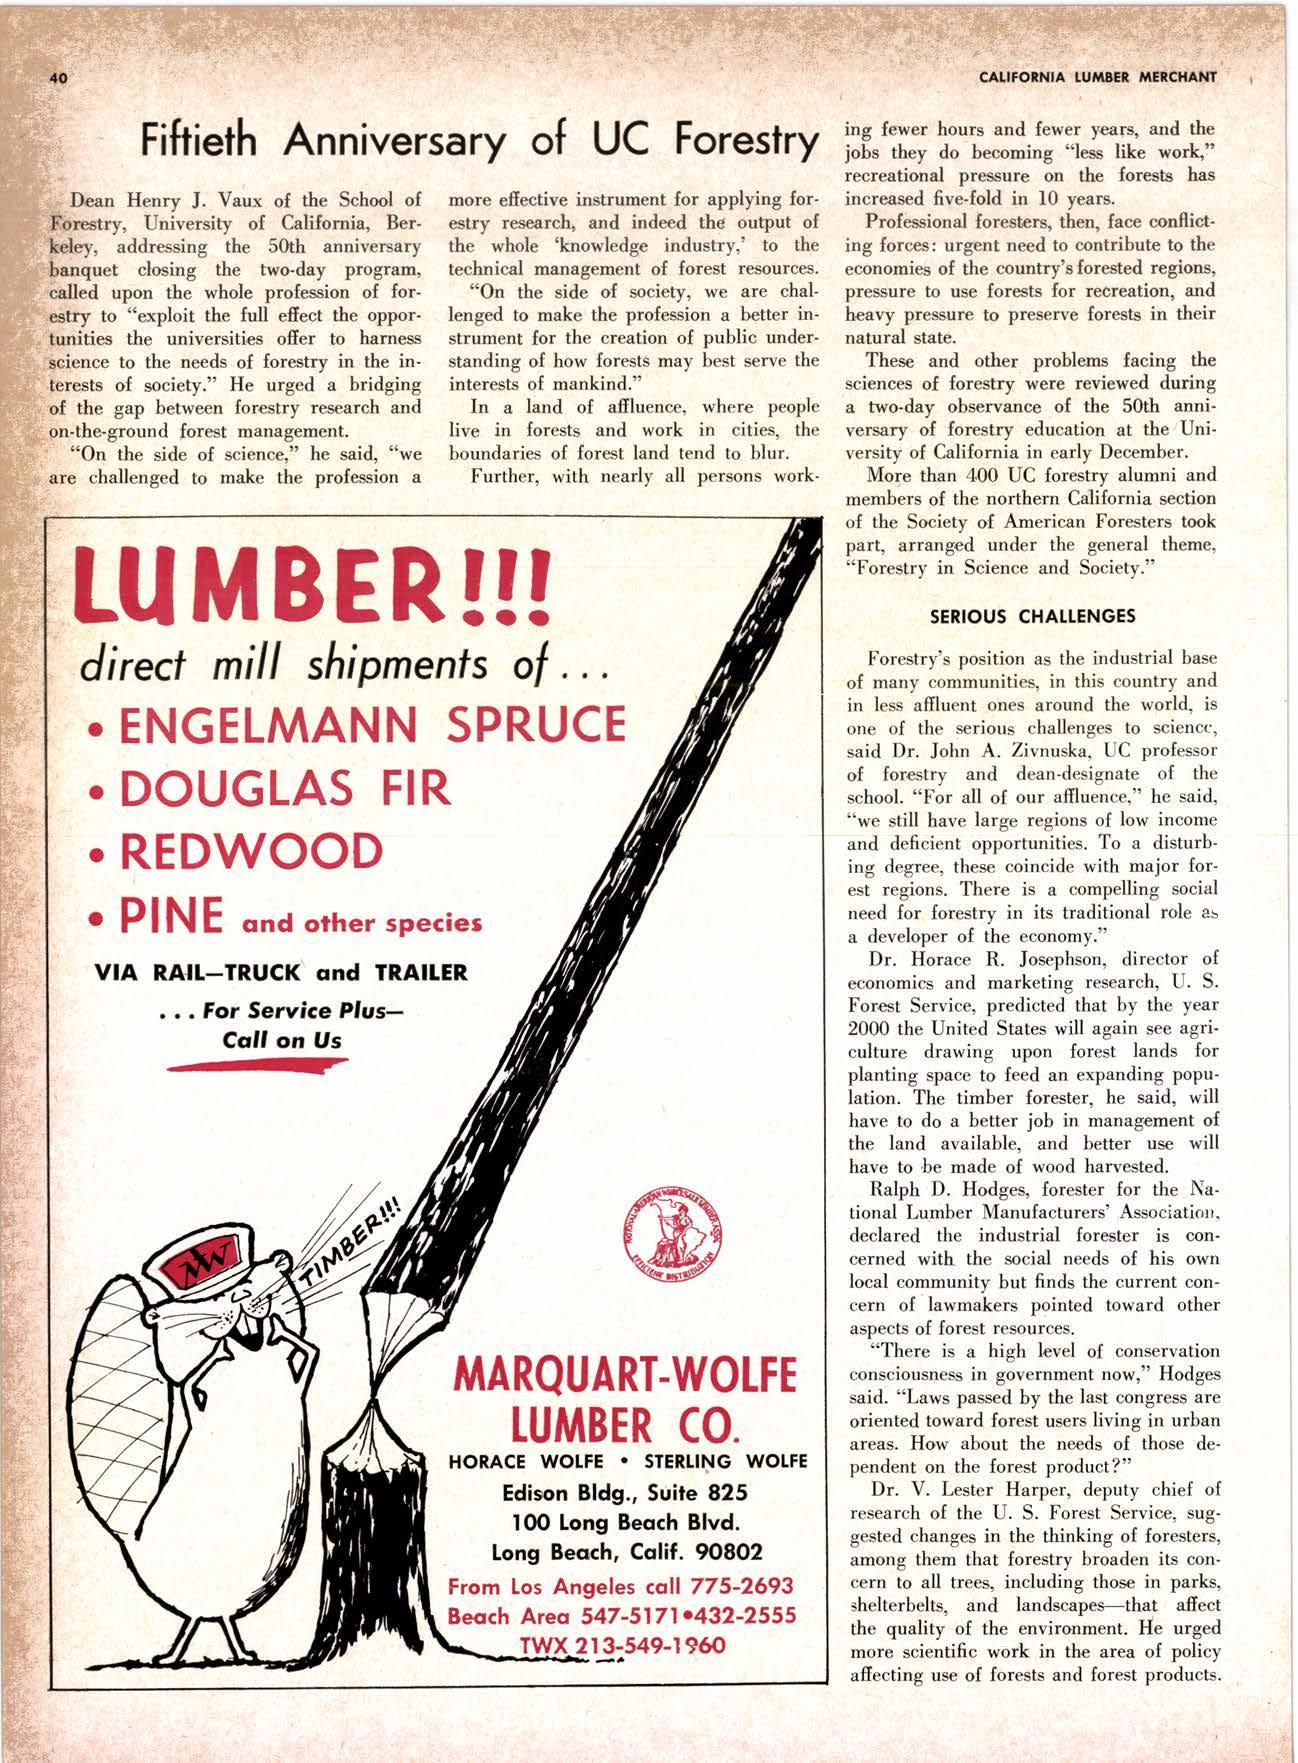 40
CALIFORNIA LUMBER MERCHANT
Fiftieth Anniversary of UC Forestry
Dean Henry J. Vaux of the School of
Forestry, University of California, Ber-
keley, addressing the 50th anniversary
banquet closing the two-day program,
called upon the whole profession of for-
estry to “exploit the full effect the oppor-
tunities the universities offer to harness
science to the needs of forestry in the in-
terests of society.” He urged a bridging
of the gap between forestry research and
on-the-ground forest management.
“On the side of science,” he said, “we
are challenged to make the profession a
more effective instrument for applying for-
estry research, and indeed the output of
the whole ‘knowledge industry,’ to the
technical management of forest resources.
“On the side of society, we are chal-
lenged to make the profession a better in-
strument for the creation of public under-
standing of how forests may best serve the
interests of mankind.”
In a land of affluence, where people
live in forests and work in cities, the
boundaries of forest land tend to blur.
Further, with nearly all persons work-
ing fewer hours and fewer years, and the
jobs they do becoming “less like work,”
recreational pressure on the forests has
increased five-fold in 10 years.
Professional foresters, then, face conflict-
ing forces: urgent need to contribute to the
economies of the country's forested regions,
pressure to use forests for recreation, and
heavy pressure to preserve forests in their
natural state.
These and other problems facing the
sciences of forestry were reviewed during
a two-day observance of the 50th anni-
versary of forestry education at the Uni-
versity of California in early December.
More than 400 UC forestry alumni and
members of the northern California section
of the Society of American Foresters took
part, arranged under the general theme,
“Forestry in Science and Society.”
SERIOUS CHALLENGES
Forestry's position as the industrial base
of many communities, in this country and
in less affluent ones around the world, is
one of the serious challenges to science,
said Dr. John A. Zivnuska, UC professor
of forestry and dean-designate of the
school. “For all of our affluence,” he said,
“we still have large regions of low income
and deficient opportunities. To a disturb-
ing degree, these coincide with major for-
est regions. There is a compelling social
need for forestry in its traditional role as
a developer of the economy.”
Dr. Horace R. Josephson, director of
economics and marketing research, U. S.
Forest Service, predicted that by the year
2000 the United States will again see agri-
culture drawing upon forest lands for
planting space to feed an expanding popu-
lation. The timber forester, he said, will
have to do a better job in management of
the land available, and better use will
have to be made of wood harvested.
Ralph D. Hodges, forester for the Na-
tional Lumber Manufacturers' Association,
declared the industrial forester is con-
cerned with the social needs of his own
local community but finds the current con-
cern of lawmakers pointed toward other
aspects of forest resources.
“There is a high level of conservation
consciousness in government now,” Hodges
said. “Laws passed by the last congress are
oriented toward forest users living in urban
areas. How about the needs of those de-
pendent on the forest product?”
Dr. V. Lester Harper, deputy chief of
research of the U. S. Forest Service, sug-
gested changes in the thinking of foresters,
among them that forestry broaden its con-
cern to all trees, including those in parks,
shelterbelts, and landscapes—that affect
the quality of the environment. He urged
more scientific work in the area of policy
affecting use of forests and forest products.
LUMBER!!!
direct mill shipments of . . .
• ENGELMANN SPRUCE
• DOUGLAS FIR
• REDWOOD
• PINE and other species
VIA RAIL—TRUCK and TRAILER
. . . For Service Plus—
Call on Us
MW
TIMBER!!!
NATIONAL-AMERICAN WHOLESALE LUMBER ASSN.
EFFICIENT DISTRIBUTION
MARQUART-WOLFE
LUMBER CO.
HORACE WOLFE • STERLING WOLFE
Edison Bldg., Suite 825
100 Long Beach Blvd.
Long Beach, Calif. 90802
From Los Angeles call 775-2693
Beach Area 547-5171•432-2555
TWX 213-549-1960